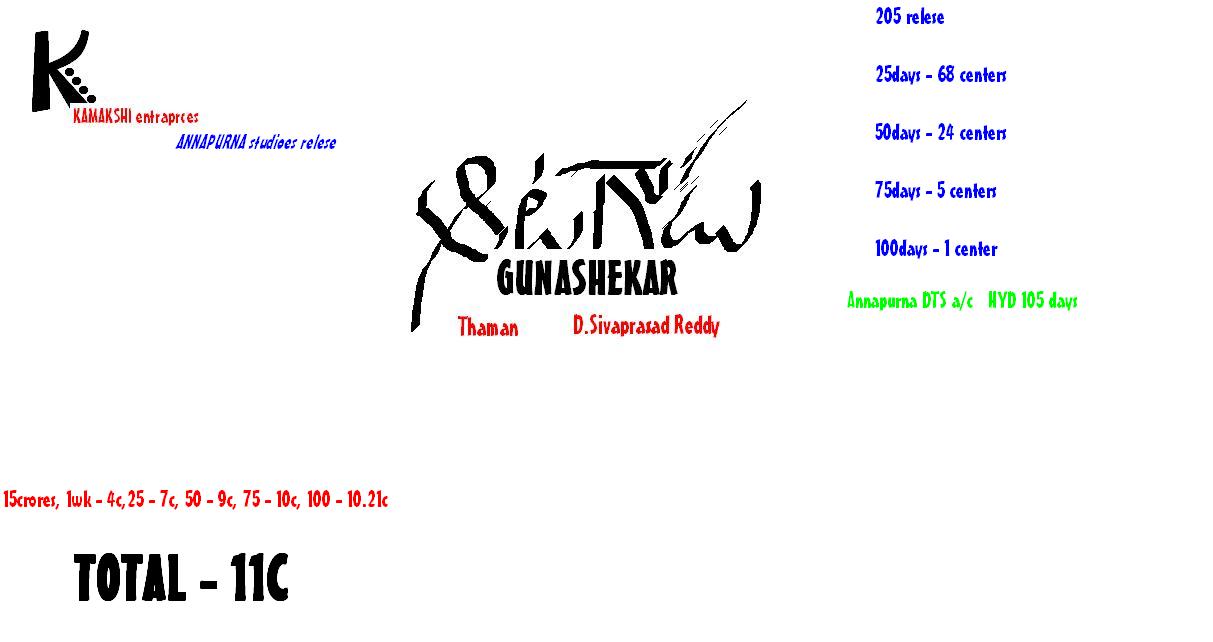 K
KAMAKSHI entraprces
ANNAPURNA studioes relese
GUNASHEKAR
Thaman D.Sivaprasad Reddy
205 relese
25days - 68 centers
50days - 24 centers
75days - 5 centers
100days - 1 center
Annapurna DTS a/c HYD 105 days
15crores, 1wk - 4c,25 - 7c, 50 - 9c, 75 - 10c, 100 - 10.21c
TOTAL - 11C